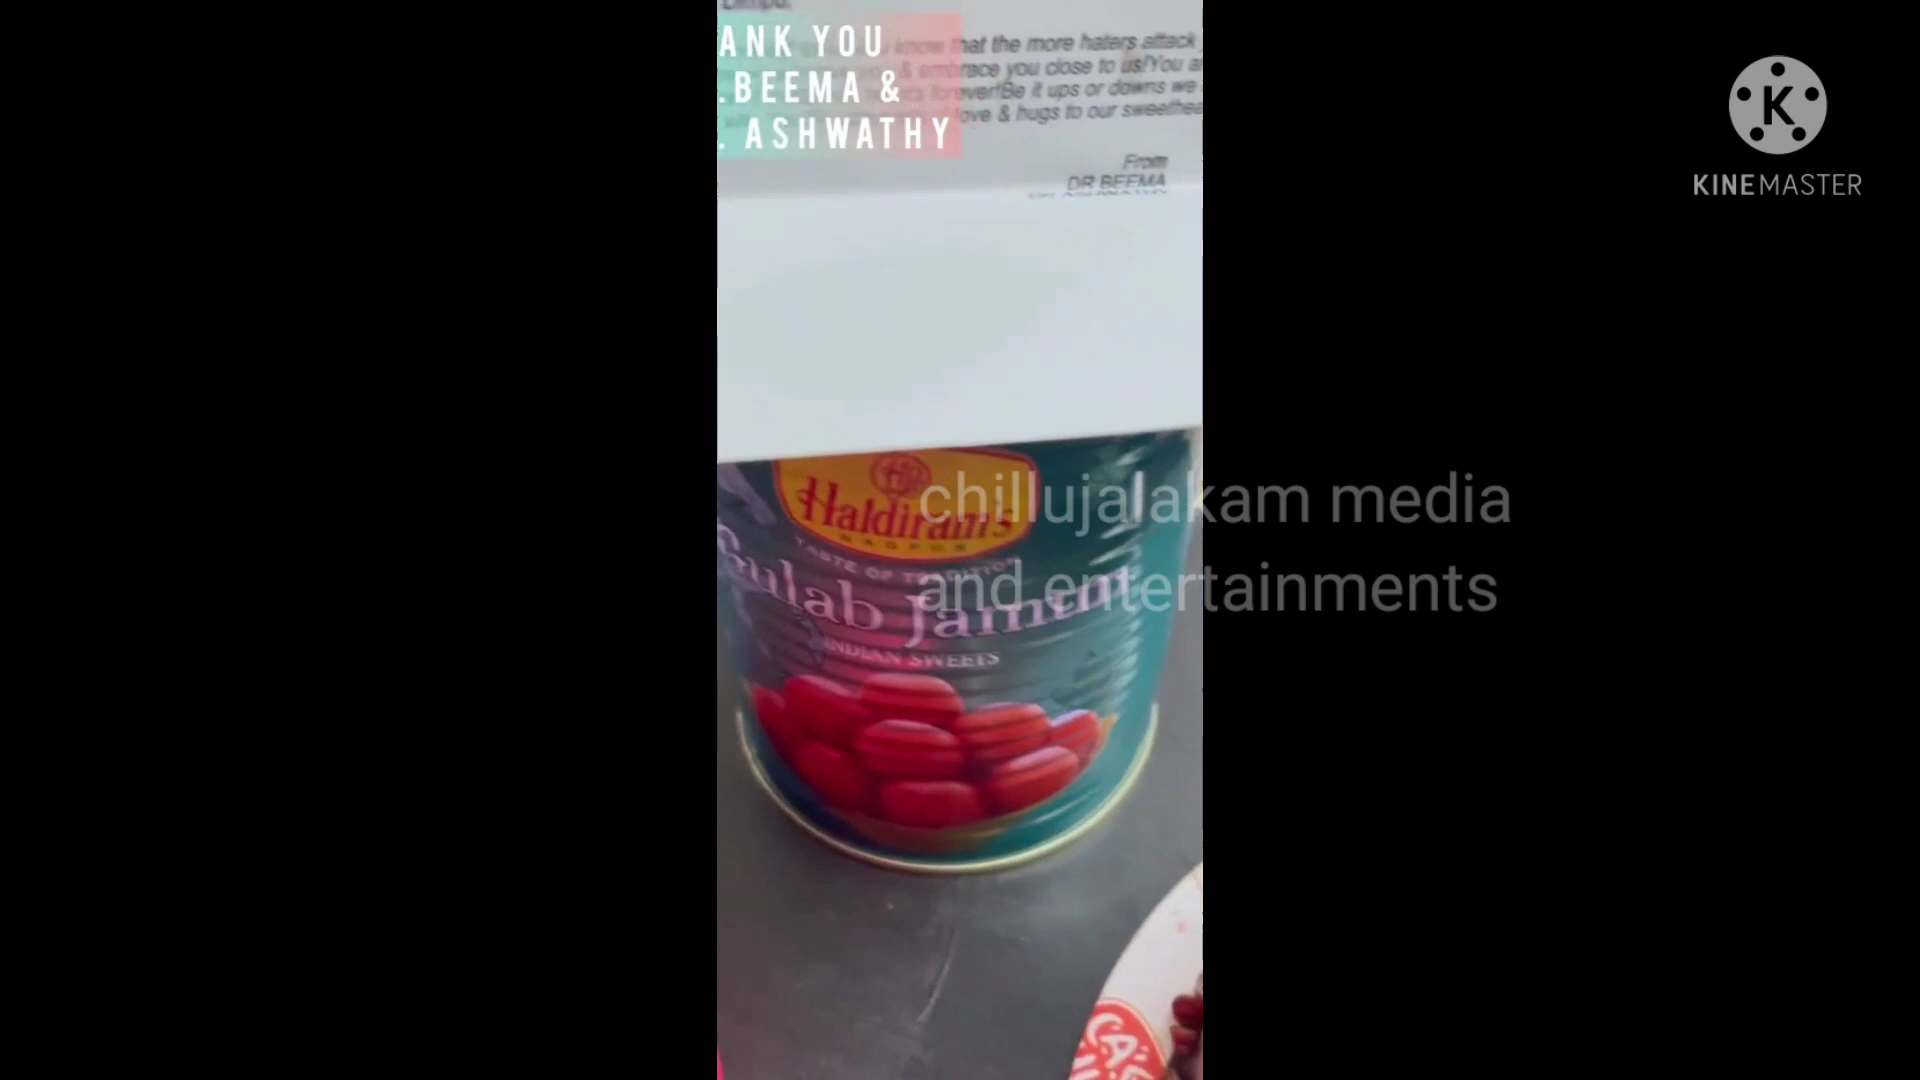 ANK YOU
.BEEMA &
. ASHWATHY
know that the more haters attack
& embrace you close to us!You
forever!Be it ups or downs we
love & hugs to our
From
DR BEEMA
K
KINEMASTER
Haldiram's
NAGPUR
TASTE OF TRADITION
Gulab Jamun
INDIAN SWEETS
chillujalakam media
and entertainments